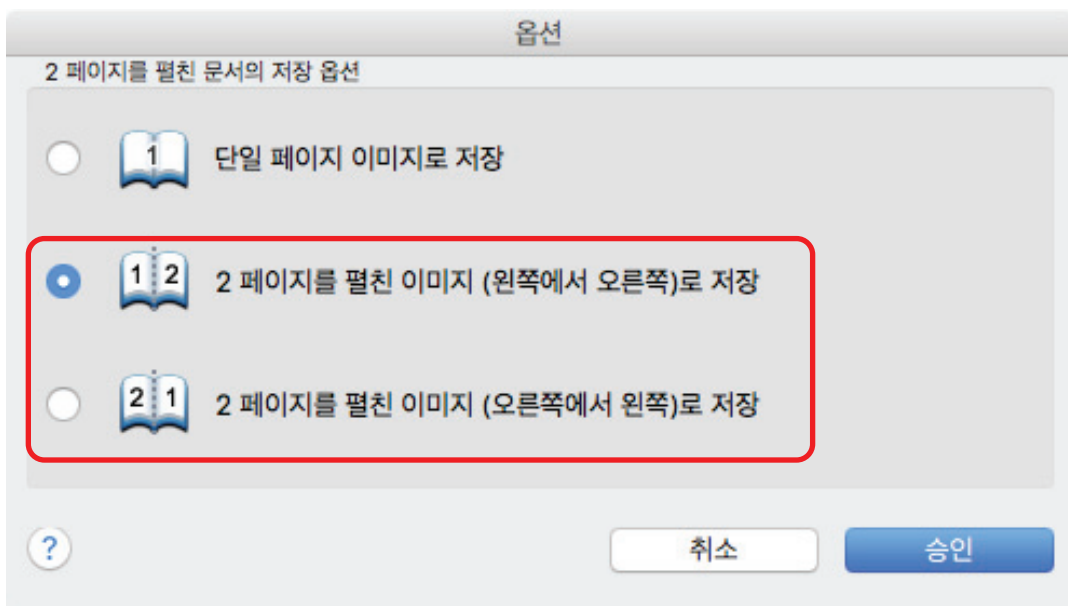 옵션
2 페이지를 펼친 문서의 저장 옵션
1 단일 페이지 이미지로 저장
1 2 2 페이지를 펼친 이미지 (왼쪽에서 오른쪽)로 저장
2 1 2 페이지를 펼친 이미지 (오른쪽에서 왼쪽)로 저장
? 취소 승인